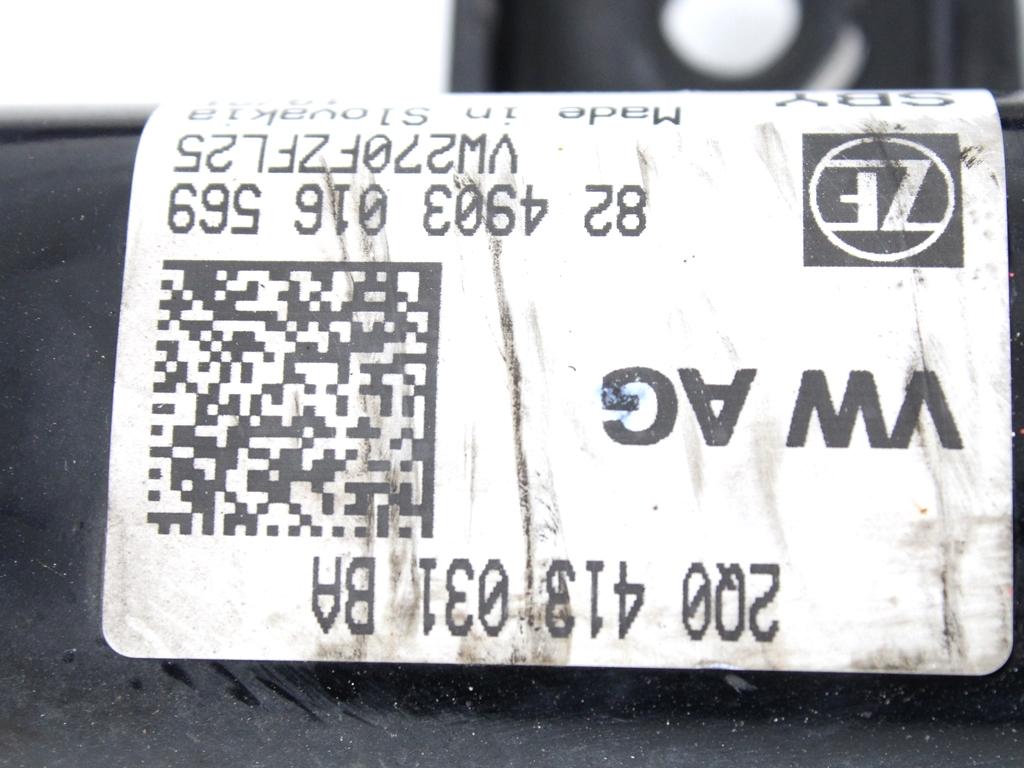 2Q0 413 031 BA
VW AG
ZF
82 4903 016 569
VW270FZFL25
SBY
Made in Slovakia